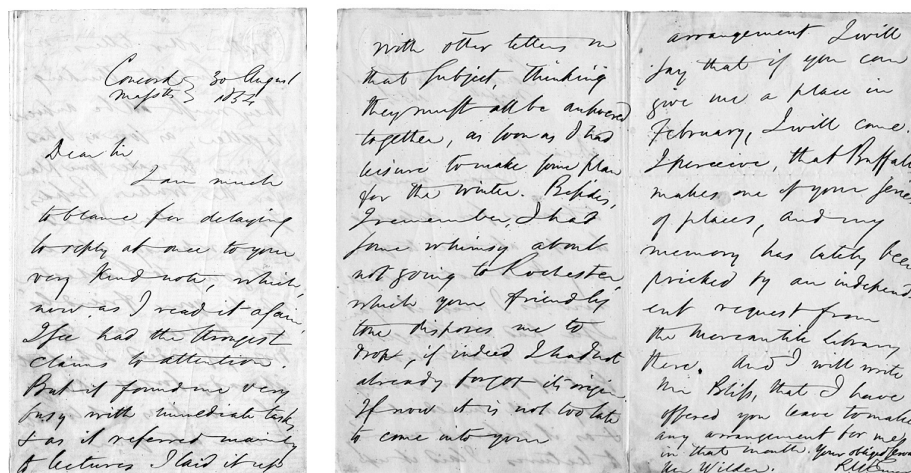 Concord } 30 August
Massts } 1854
Dear Sir
I am much
to blame for delaying
to reply at once to your
very kind note, which,
now as I read it again,
I see had the strongest
claims to attention.
But it found me very
busy with immediate tasks,
& as it referred mainly
to lectures I laid it up
with other letters on
that subject, thinking
they must all be answered
together, as soon as I had
leisure to make some plan
for the winter. Besides,
I remember, I had
some whimsy about
not going to Rochester
which your friendly
tone disposes me to
drop, if indeed I had not
already forgot its origin
If now it is not too late
to come into your
arrangement I will
say that if you can
give me a place in
February, I will come.
I perceive, that Buffalo
makes one of your series
of places, and my
memory has lately been
pricked by an independ
ent request from
the Mercantile Library
there. And I will write
Mr Bliss, that I have
offered you leave to make
any arrangement for me
in that month. Your obliged servt
Mr Wilder.